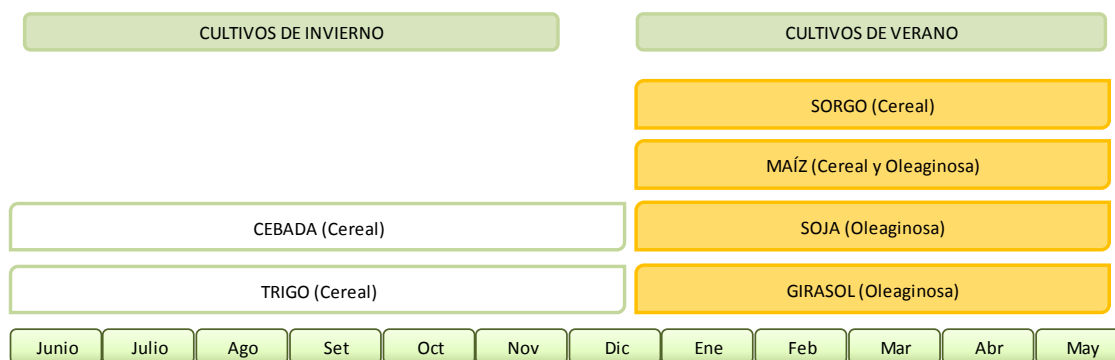 CULTIVOS DE INVIERNO
CULTIVOS DE VERANO
SORGO (Cereal)
MAÍZ (Cereal y Oleaginosa)
CEBADA (Cereal)
SOJA (Oleaginosa)
TRIGO (Cereal)
GIRASOL (Oleaginosa)
Junio Julio Ago Set Oct Nov Dic Ene Feb Mar Abr May